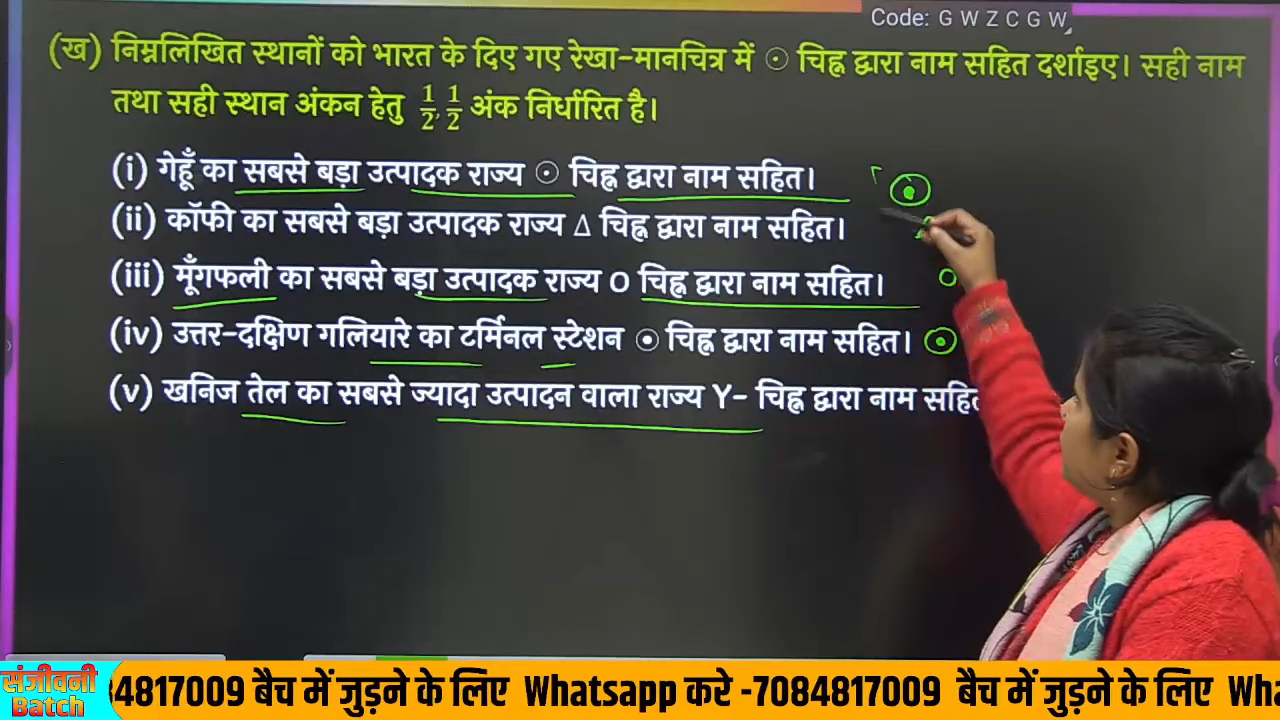 Code: G W Z C G W
(ख) निम्नलिखित स्थानों को भारत के दिए गए रेखा-मानचित्र में ⊙ चिह्न द्वारा नाम सहित दर्शाइए। सही नाम
तथा सही स्थान अंकन हेतु 1/2, 1/2 अंक निर्धारित है।
(i) गेहूँ का सबसे बड़ा उत्पादक राज्य ⊙ चिह्न द्वारा नाम सहित।
(ii) कॉफी का सबसे बड़ा उत्पादक राज्य Δ चिह्न द्वारा नाम सहित।
(iii) मूँगफली का सबसे बड़ा उत्पादक राज्य O चिह्न द्वारा नाम सहित।
(iv) उत्तर-दक्षिण गलियारे का टर्मिनल स्टेशन ⊙ चिह्न द्वारा नाम सहित।
(v) खनिज तेल का सबसे ज्यादा उत्पादन वाला राज्य Y- चिह्न द्वारा नाम
संजीवनी
Batch
4817009 बैच में जुड़ने के लिए Whatsapp करे -7084817009 बैच में जुड़ने के लिए Wh